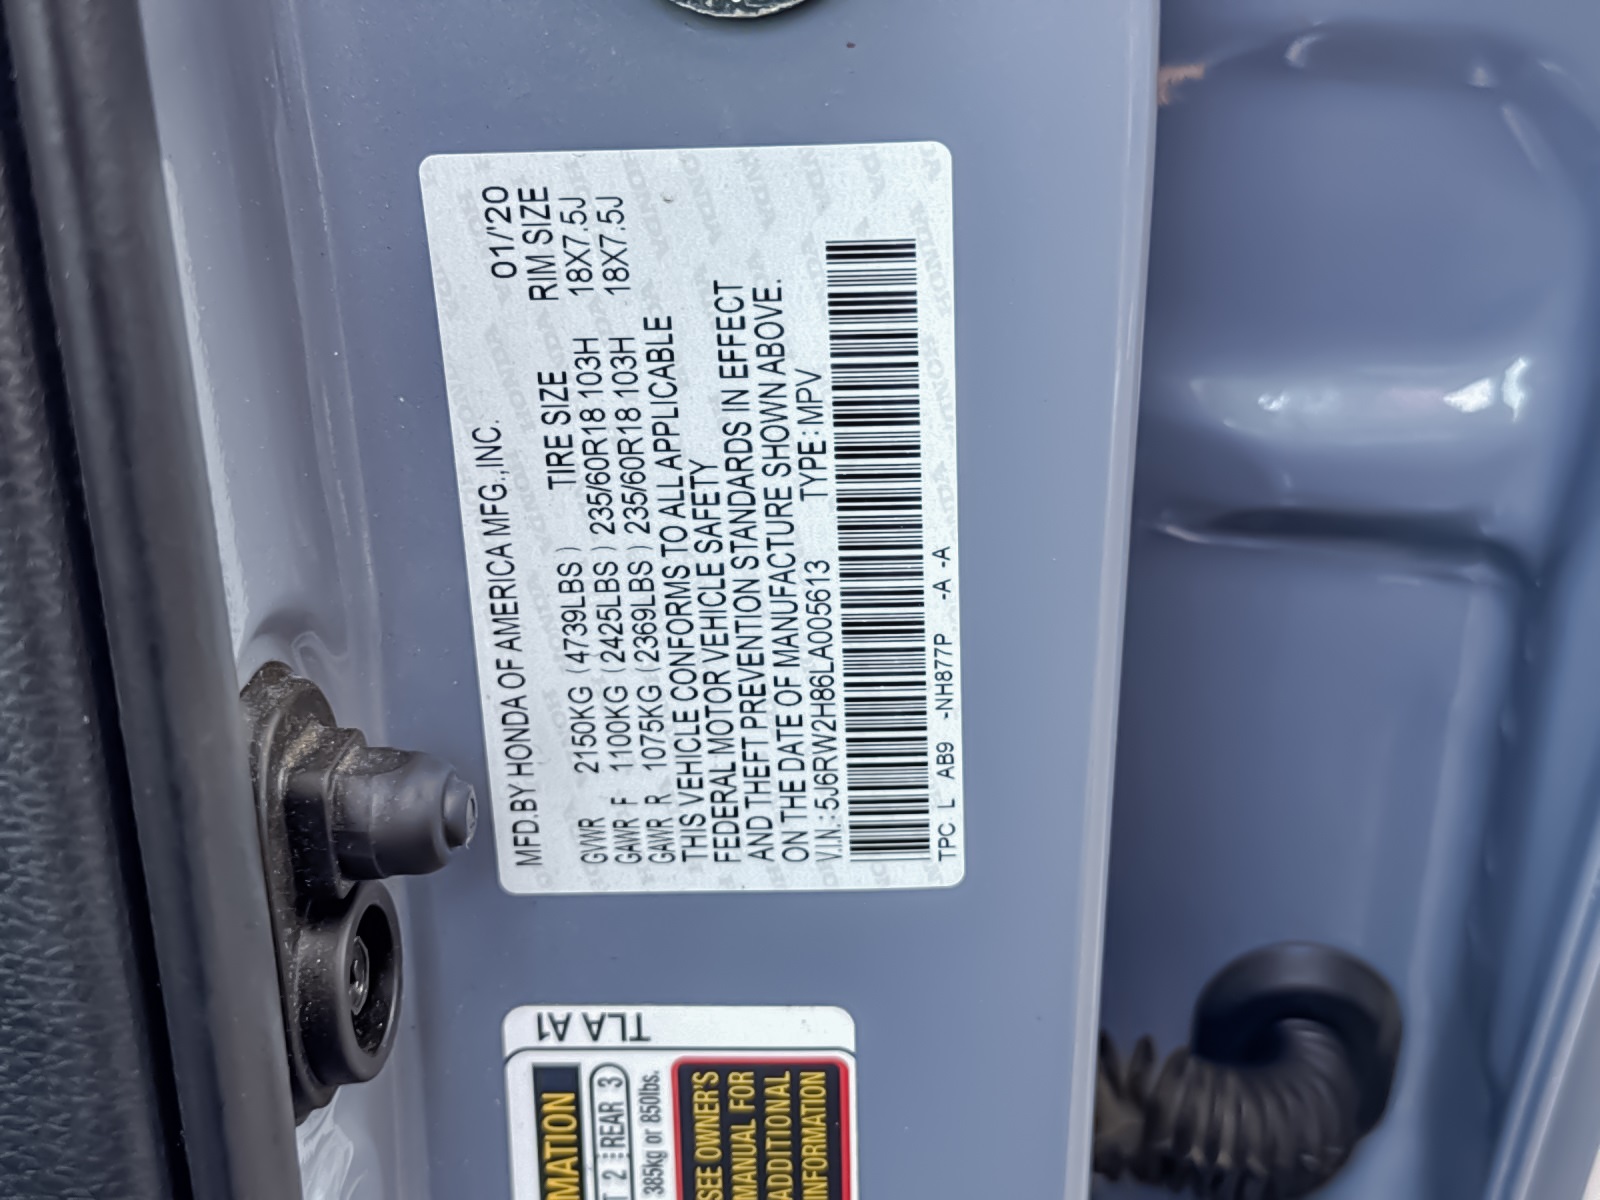 MFD.BY HONDA OF AMERICA MFG.,INC. 01/'20
TIRE SIZE RIM SIZE
GVWR 2150KG (4739LBS) 235/60R18 103H 18X7.5J
GAWR F 1100KG (2425LBS) 235/60R18 103H 18X7.5J
GAWR R 1075KG (2369LBS)
THIS VEHICLE CONFORMS TO ALL APPLICABLE
FEDERAL MOTOR VEHICLE SAFETY
AND THEFT PREVENTION STANDARDS IN EFFECT
ON THE DATE OF MANUFACTURE SHOWN ABOVE.
V.I.N.:5J6RW2H86LA005613 TYPE:MPV
TPC L AB9 -NH877P -A -A
TLA A1
2 REAR 3
385kg or 850lbs.
SEE OWNER'S
MANUAL FOR
ADDITIONAL
INFORMATION